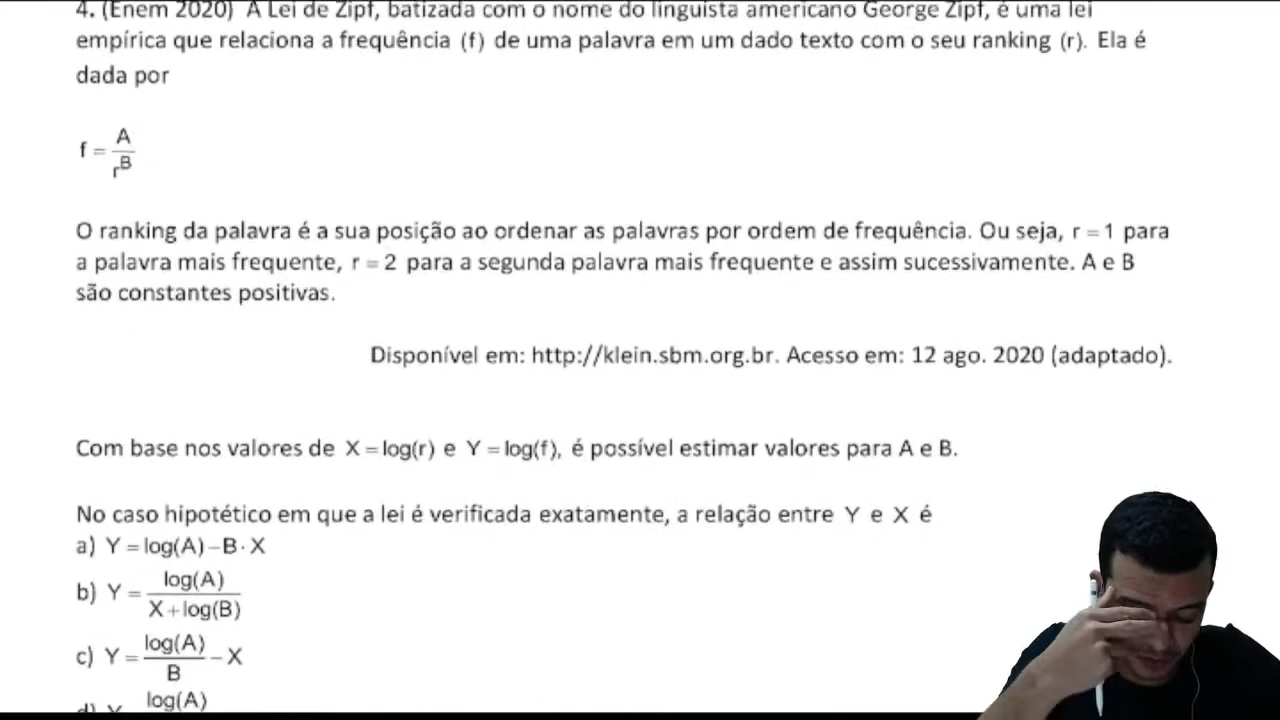 4. (Enem 2020) A Lei de Zipf, batizada com o nome do linguista americano George Zipf, é uma lei
empírica que relaciona a frequência (f) de uma palavra em um dado texto com o seu ranking (r). Ela é
dada por
f = A / r^B
O ranking da palavra é a sua posição ao ordenar as palavras por ordem de frequência. Ou seja, r = 1 para
a palavra mais frequente, r = 2 para a segunda palavra mais frequente e assim sucessivamente. A e B
são constantes positivas.
Disponível em: http://klein.sbm.org.br. Acesso em: 12 ago. 2020 (adaptado).
Com base nos valores de X = log(r) e Y = log(f), é possível estimar valores para A e B.
No caso hipotético em que a lei é verificada exatamente, a relação entre Y e X é
a) Y = log(A) – B · X
b) Y = log(A) / X + log(B)
c) Y = log(A) / B – X
d) Y log(A)